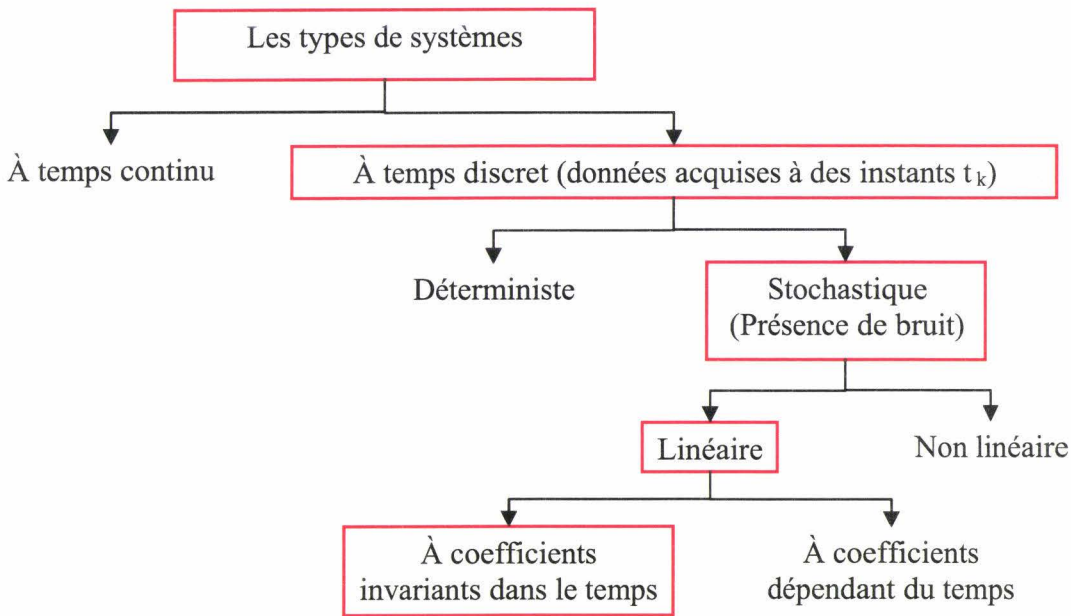 Les types de systèmes
À temps continu
À temps discret (données acquises à des instants t k)
Déterministe
Stochastique
(Présence de bruit)
Linéaire
Non linéaire
À coefficients
invariants dans le temps
À coefficients
dépendant du temps